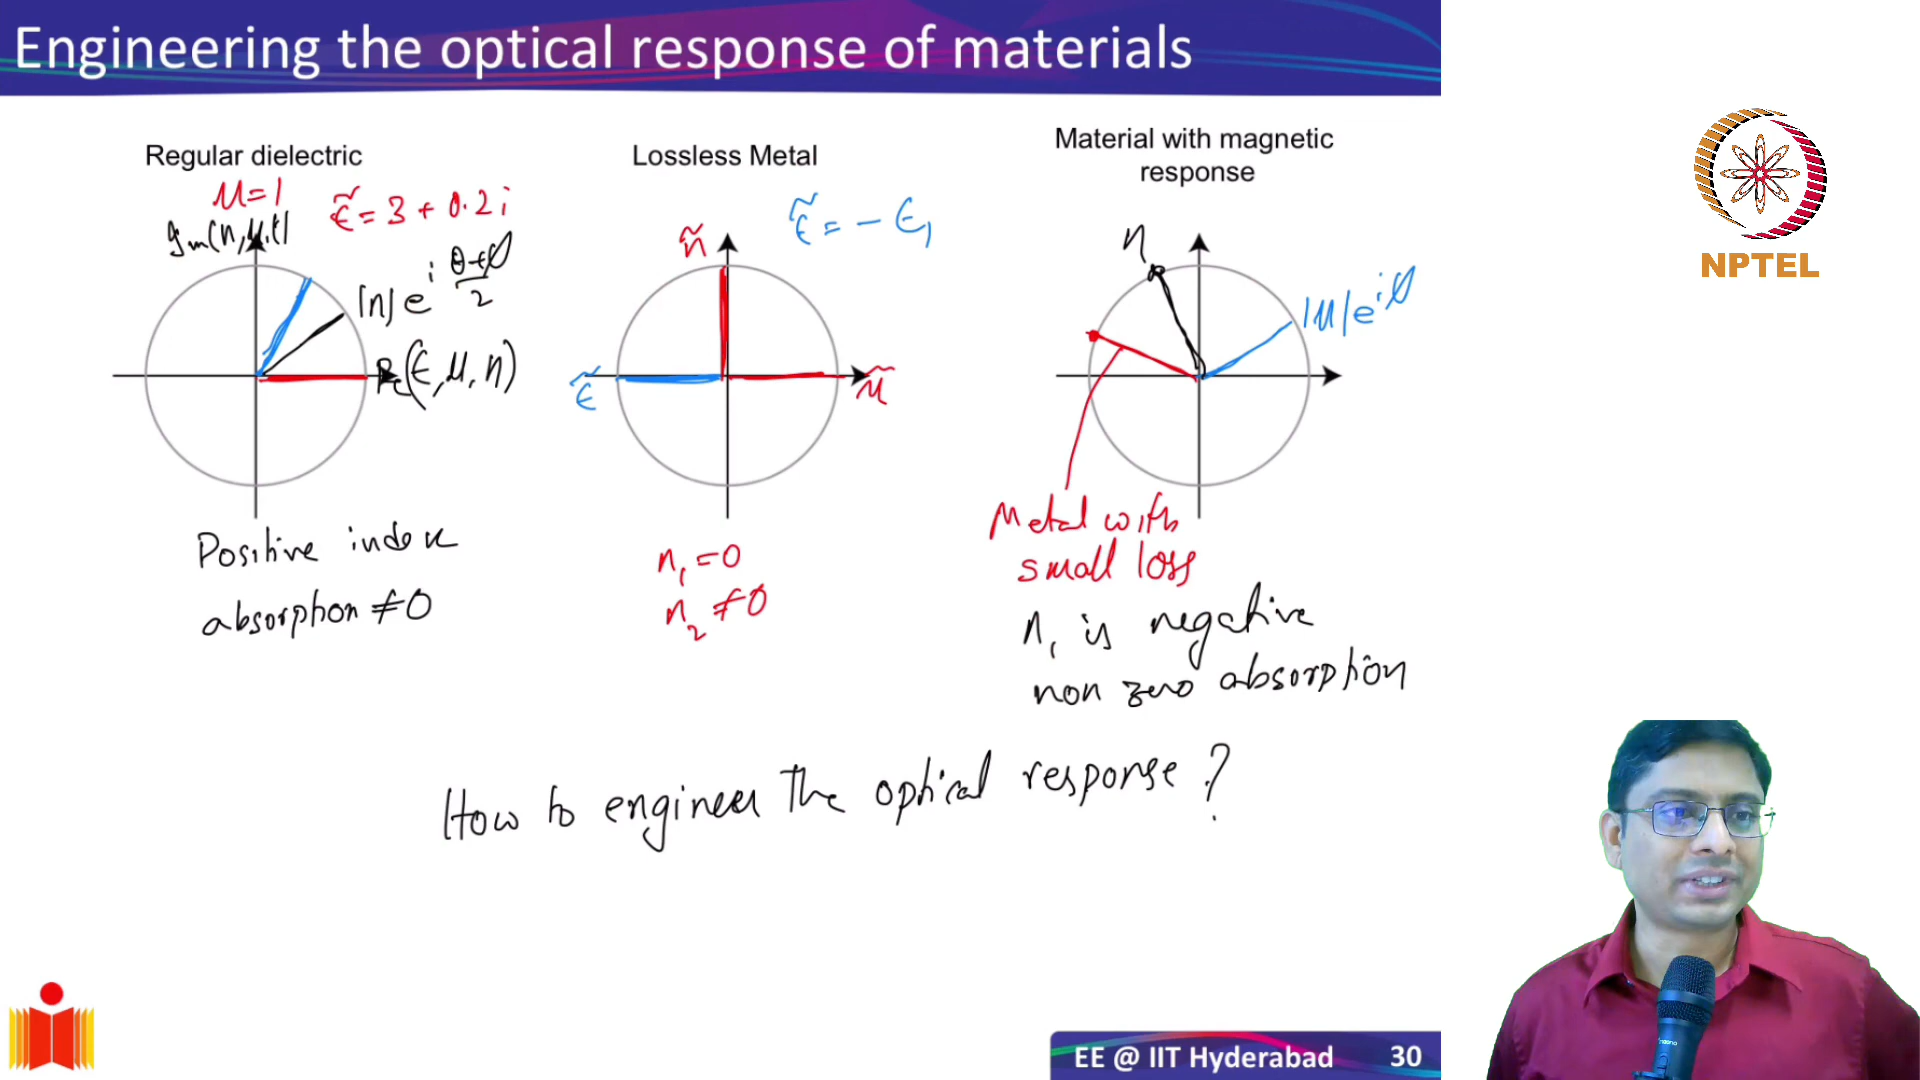 Engineering the optical response of materials
Regular dielectric
μ=1
ε̃ = 3 + 0.2i
Im(n,μ,ε)
|n|e^{i (θ+φ)/2}
Re(ε, μ, n)
Positive index
absorption ≠ 0
Lossless Metal
ε̃ = - ε₁
ñ
ε̃
μ̃
n₁ = 0
n₂ ≠ 0
Material with magnetic
response
n
|μ|e^{iφ}
Metal with
small loss
n₁ is negative
non zero absorption
How to engineer the optical response?
NPTEL
EE @ IIT Hyderabad 30